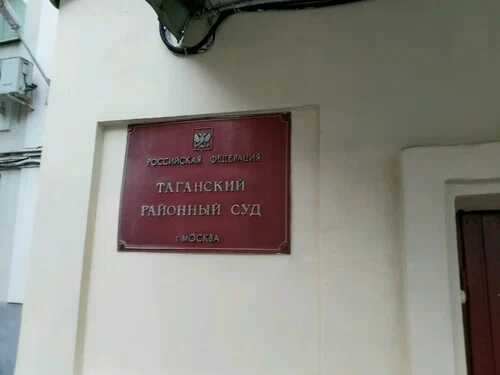 РОССИЙСКАЯ ФЕДЕРАЦИЯ
ТАГАНСКИЙ
РАЙОННЫЙ СУД
г. МОСКВА